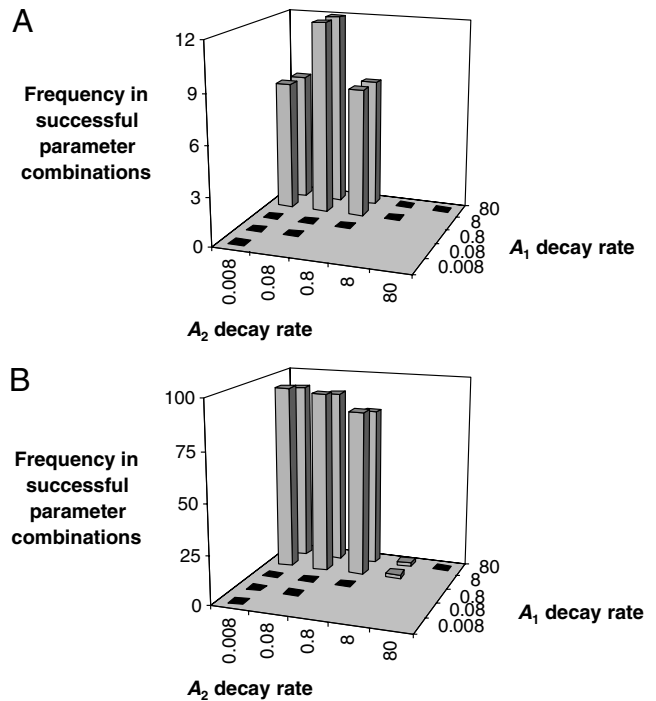 A
12
9
6
3
0
Frequency in
successful
parameter
combinations
80
8
0.8
0.08
0.008
A₁ decay rate
0.008
0.08
0.8
8
80
A₂ decay rate
B
100
75
50
25
0
Frequency in
successful
parameter
combinations
80
8
0.8
0.08
0.008
A₁ decay rate
0.008
0.08
0.8
8
80
A₂ decay rate